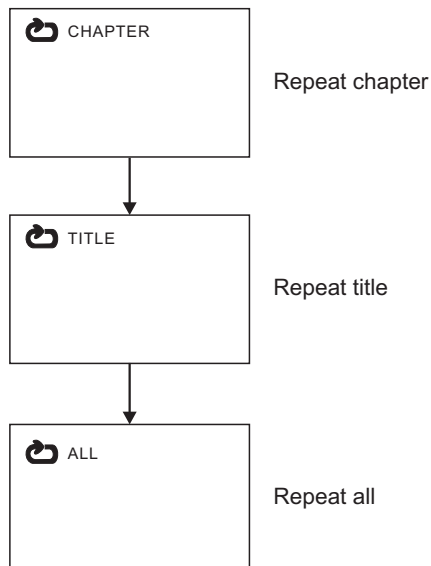 CHAPTER
Repeat chapter
TITLE
Repeat title
ALL
Repeat all